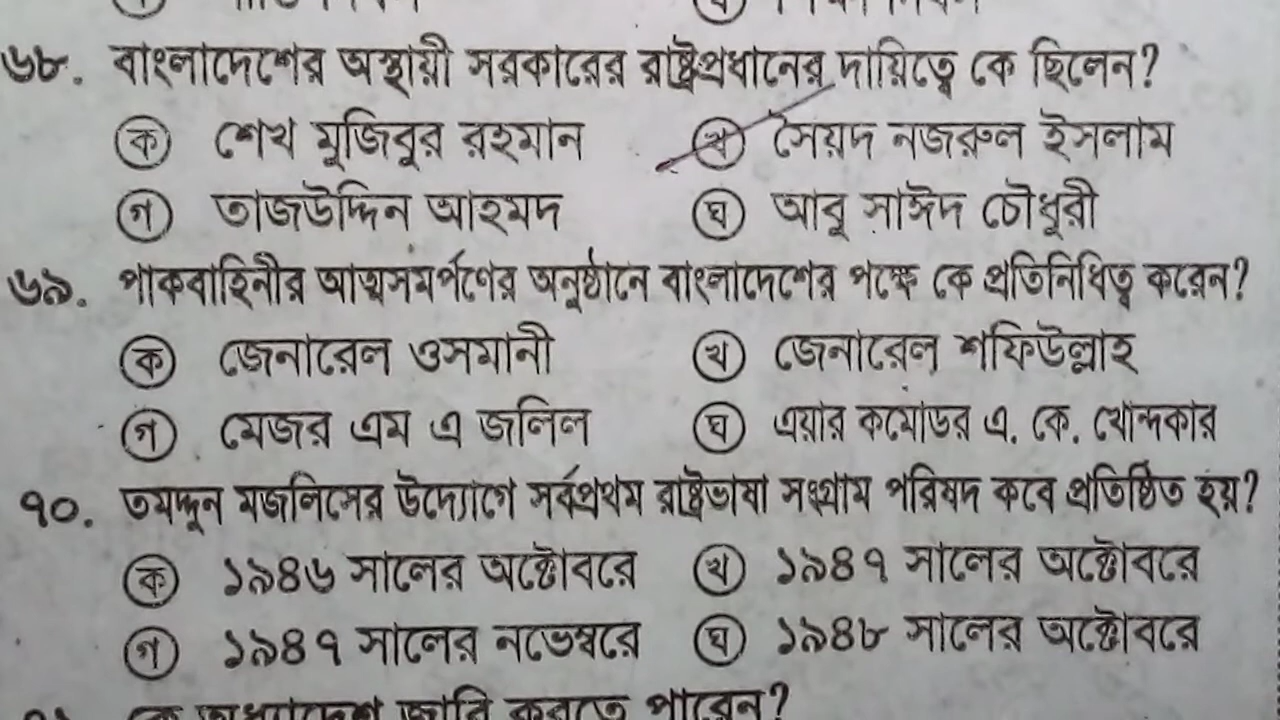 ৬৮. বাংলাদেশের অস্থায়ী সরকারের রাষ্ট্রপ্রধানের দায়িত্বে কে ছিলেন?
ক শেখ মুজিবুর রহমান খ সৈয়দ নজরুল ইসলাম
গ তাজউদ্দিন আহমদ ঘ আবু সাঈদ চৌধুরী
৬৯. পাকবাহিনীর আত্মসমর্পণের অনুষ্ঠানে বাংলাদেশের পক্ষে কে প্রতিনিধিত্ব করেন?
ক জেনারেল ওসমানী খ জেনারেল শফিউল্লাহ
গ মেজর এম এ জলিল ঘ এয়ার কমোডর এ. কে. খোন্দকার
৭০. তমদ্দুন মজলিসের উদ্যোগে সর্বপ্রথম রাষ্ট্রভাষা সংগ্রাম পরিষদ কবে প্রতিষ্ঠিত হয়?
ক ১৯৪৬ সালের অক্টোবরে খ ১৯৪৭ সালের অক্টোবরে
গ ১৯৪৭ সালের নভেম্বরে ঘ ১৯৪৮ সালের অক্টোবরে
কে অধ্যাদেশ জারি করতে পারেন?